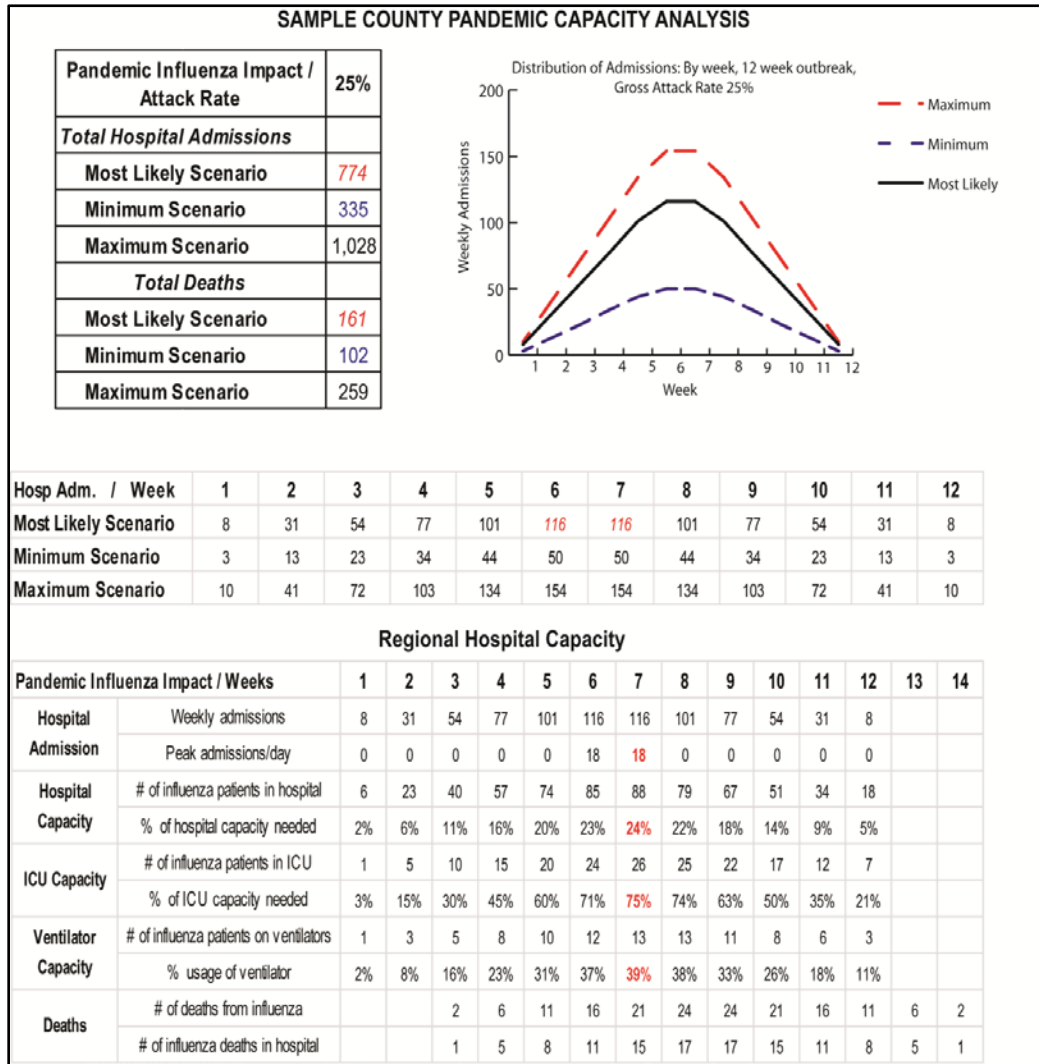 SAMPLE COUNTY PANDEMIC CAPACITY ANALYSIS
Pandemic Influenza Impact / Attack Rate 25%
Total Hospital Admissions
Most Likely Scenario 774
Minimum Scenario 335
Maximum Scenario 1,028
Total Deaths
Most Likely Scenario 161
Minimum Scenario 102
Maximum Scenario 259
Distribution of Admissions: By week, 12 week outbreak,
Gross Attack Rate 25%
Weekly Admissions
200
150
100
50
0
1 2 3 4 5 6 7 8 9 10 11 12
Week
Maximum
Minimum
Most Likely
Hosp Adm. / Week 1 2 3 4 5 6 7 8 9 10 11 12
Most Likely Scenario 8 31 54 77 101 116 116 101 77 54 31 8
Minimum Scenario 3 13 23 34 44 50 50 44 34 23 13 3
Maximum Scenario 10 41 72 103 134 154 154 134 103 72 41 10
Regional Hospital Capacity
Pandemic Influenza Impact / Weeks 1 2 3 4 5 6 7 8 9 10 11 12 13 14
Hospital Admission
Weekly admissions 8 31 54 77 101 116 116 101 77 54 31 8
Peak admissions/day 0 0 0 0 0 18 18 0 0 0 0 0
Hospital Capacity
# of influenza patients in hospital 6 23 40 57 74 85 88 79 67 51 34 18
% of hospital capacity needed 2% 6% 11% 16% 20% 23% 24% 22% 18% 14% 9% 5%
ICU Capacity
# of influenza patients in ICU 1 5 10 15 20 24 26 25 22 17 12 7
% of ICU capacity needed 3% 15% 30% 45% 60% 71% 75% 74% 63% 50% 35% 21%
Ventilator Capacity
# of influenza patients on ventilators 1 3 5 8 10 12 13 13 11 8 6 3
% usage of ventilator 2% 8% 16% 23% 31% 37% 39% 38% 33% 26% 18% 11%
Deaths
# of deaths from influenza 2 6 11 16 21 24 24 21 16 11 6 2
# of influenza deaths in hospital 1 5 8 11 15 17 17 15 11 8 5 1